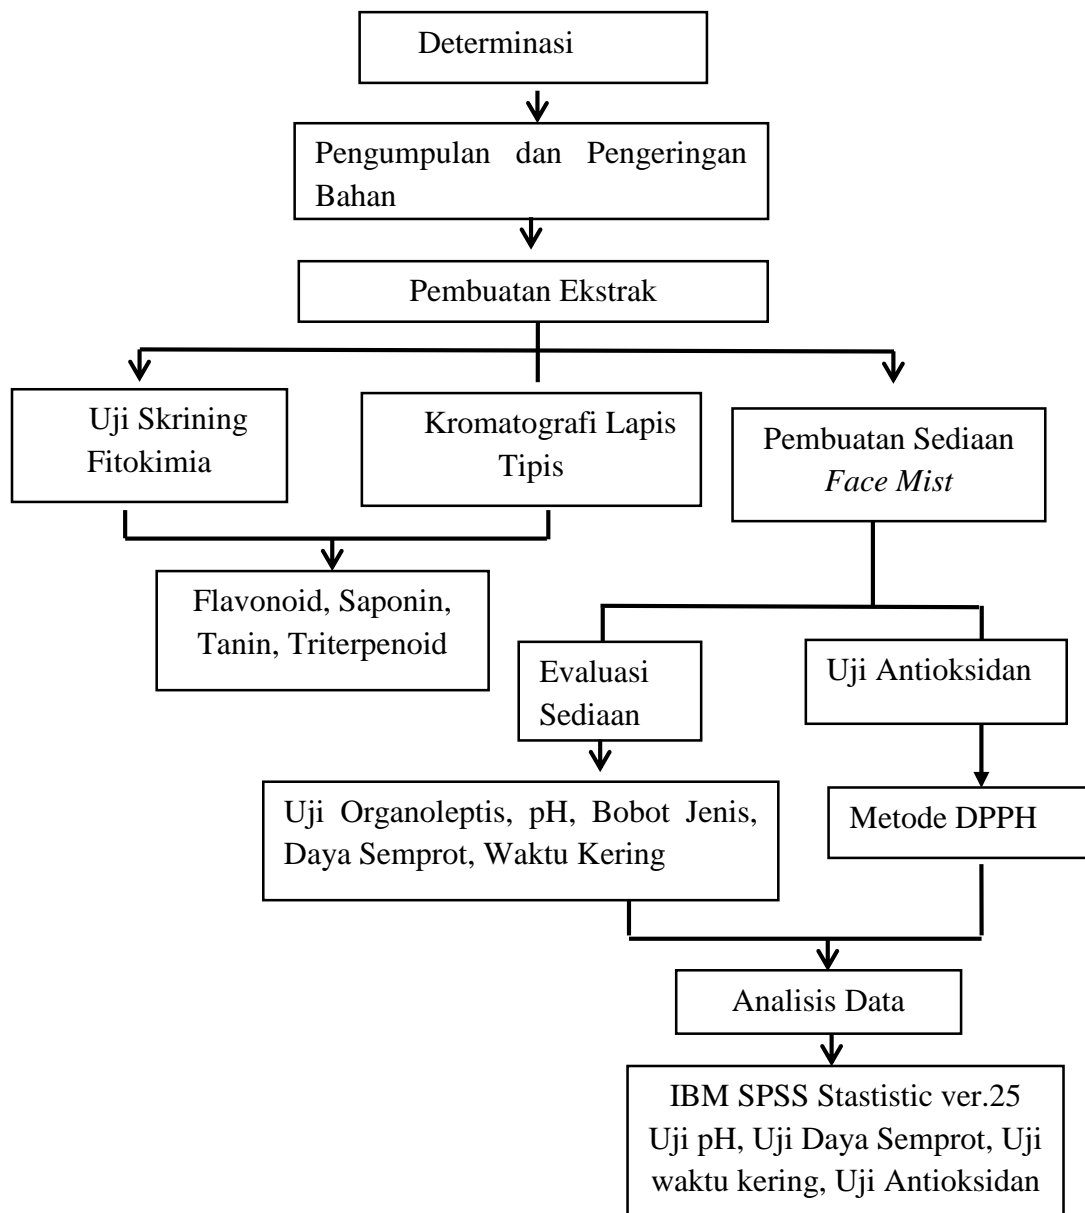 Determinasi
Pengumpulan dan Pengeringan
Bahan
Pembuatan Ekstrak
Uji Skrining
Fitokimia
Kromatografi Lapis
Tipis
Pembuatan Sediaan
Face Mist
Flavonoid, Saponin,
Tanin, Triterpenoid
Evaluasi
Sediaan
Uji Antioksidan
Uji Organoleptis, pH, Bobot Jenis,
Daya Semprot, Waktu Kering
Metode DPPH
Analisis Data
IBM SPSS Stastistic ver.25
Uji pH, Uji Daya Semprot, Uji
waktu kering, Uji Antioksidan